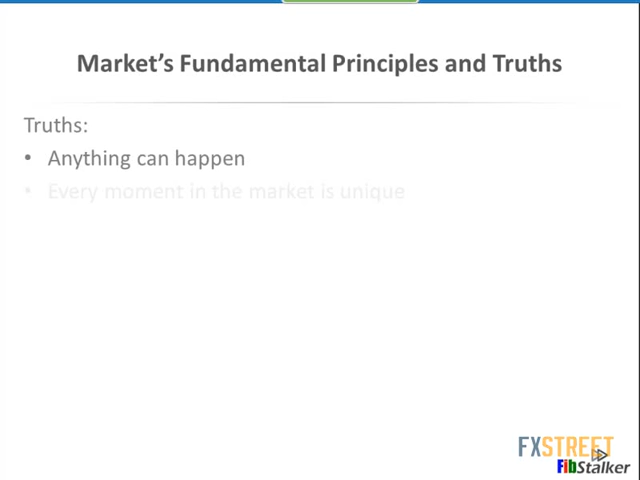 Market's Fundamental Principles and Truths
Truths:
• Anything can happen
• Every moment in the market is unique
FXSTREET
FibStalker